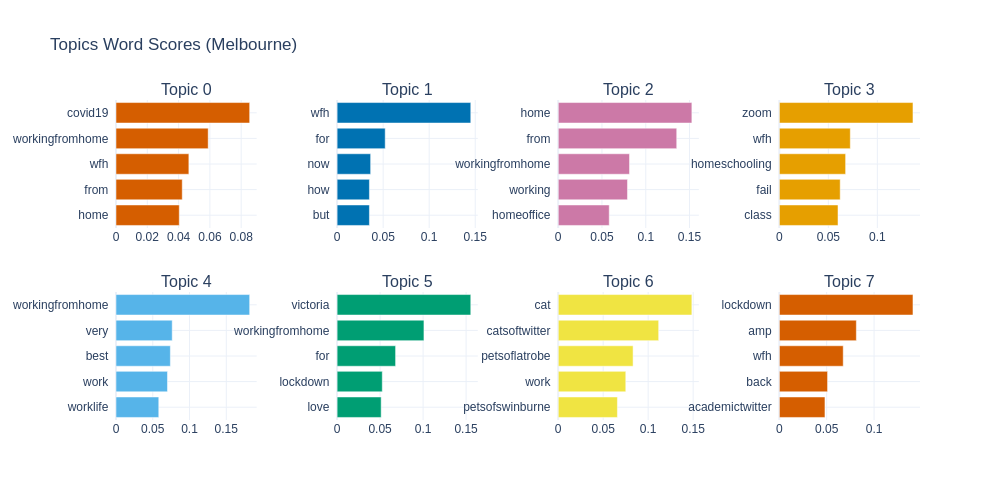 Topics Word Scores (Melbourne)
Topic 0
covid19
workingfromhome
wfh
from
home
0 0.02 0.04 0.06 0.08
Topic 1
wfh
for
now
how
but
0 0.05 0.1 0.15
Topic 2
home
from
workingfromhome
working
homeoffice
0 0.05 0.1 0.15
Topic 3
zoom
wfh
homeschooling
fail
class
0 0.05 0.1
Topic 4
workingfromhome
very
best
work
worklife
0 0.05 0.1 0.15
Topic 5
victoria
workingfromhome
for
lockdown
love
0 0.05 0.1 0.15
Topic 6
cat
catsoftwitter
petsoflatrobe
work
petsofswinburne
0 0.05 0.1 0.15
Topic 7
lockdown
amp
wfh
back
academictwitter
0 0.05 0.1